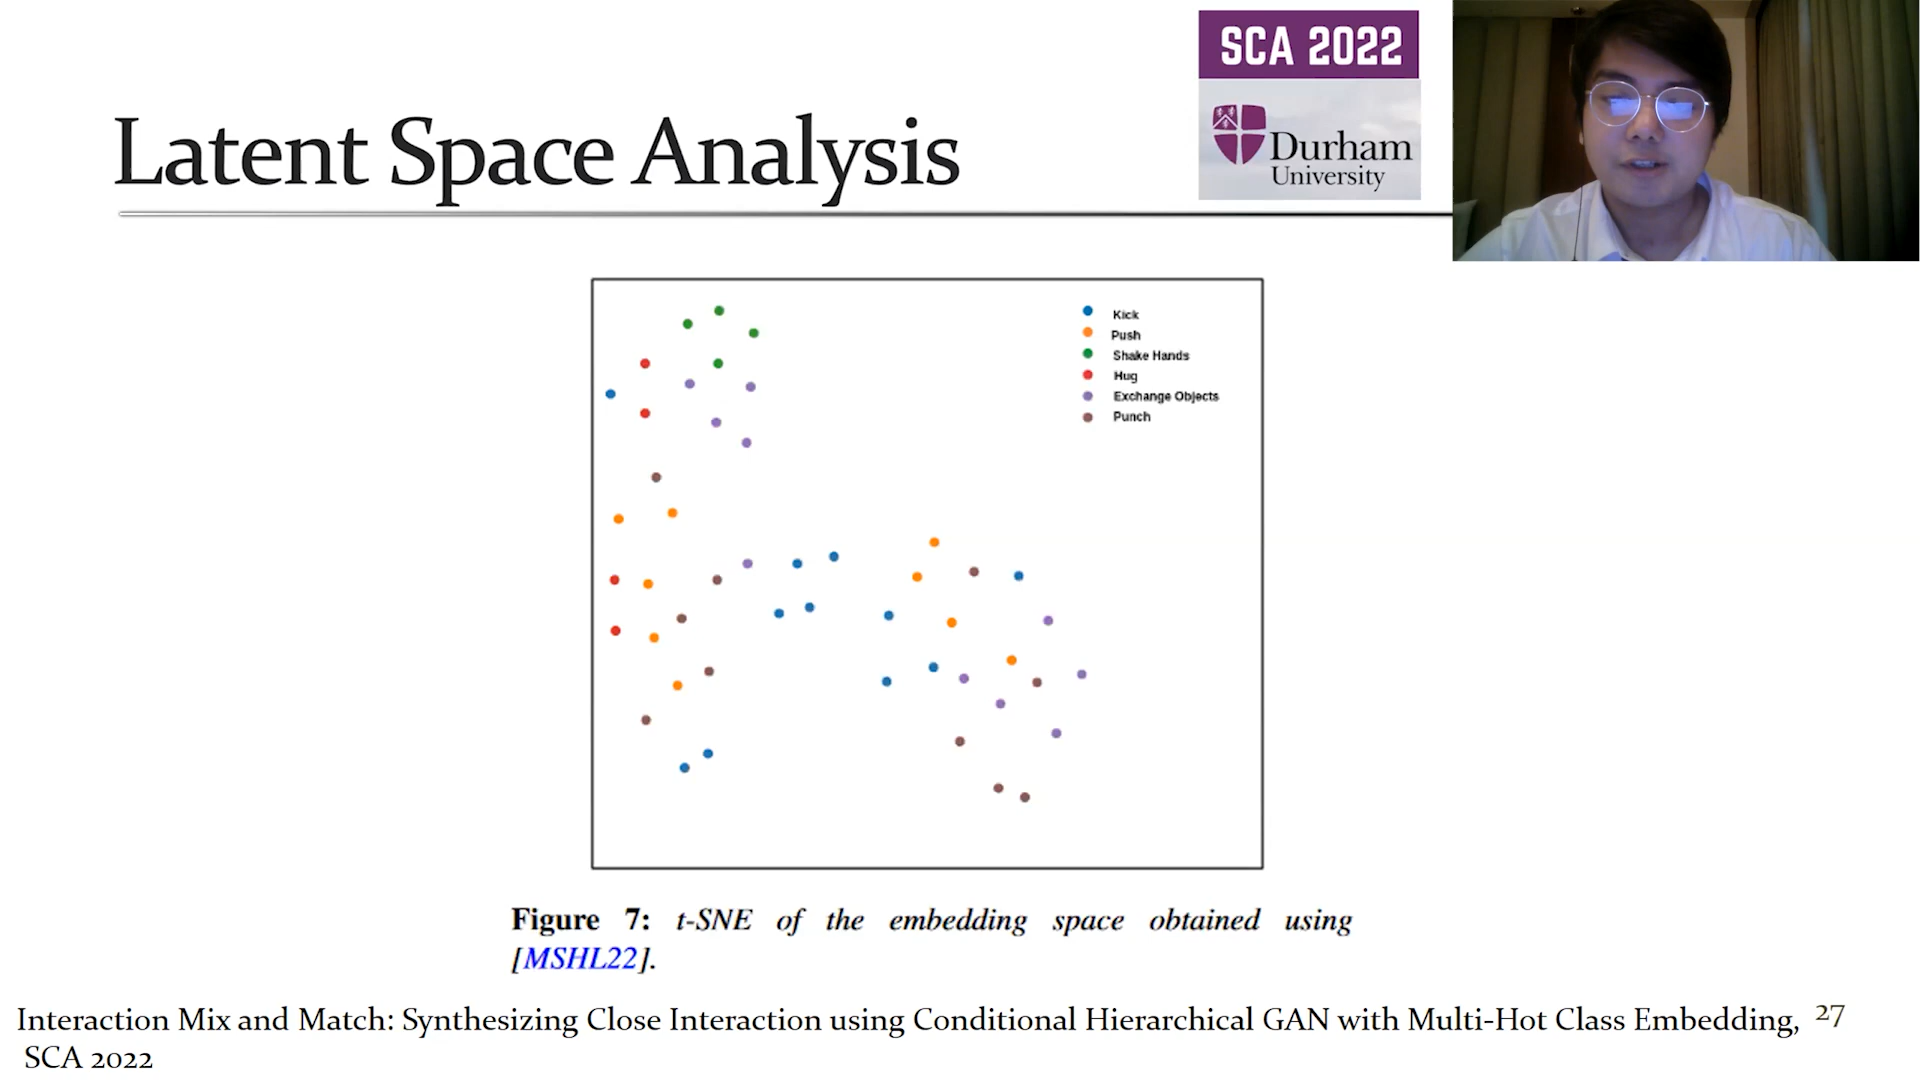 SCA 2022
Durham
University
Latent Space Analysis
Kick
Push
Shake Hands
Hug
Exchange Objects
Punch
Figure 7: t-SNE of the embedding space obtained using
[MSHL22].
Interaction Mix and Match: Synthesizing Close Interaction using Conditional Hierarchical GAN with Multi-Hot Class Embedding, 27
SCA 2022